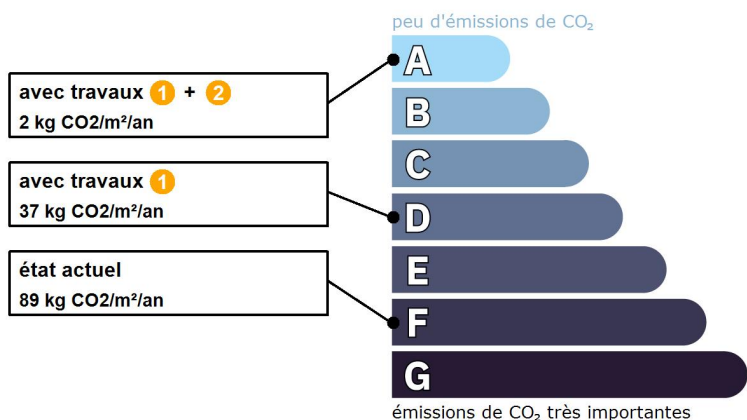 peu d'émissions de CO₂
A
avec travaux 1 + 2
2 kg CO2/m²/an
B
C
avec travaux 1
37 kg CO2/m²/an
D
E
état actuel
89 kg CO2/m²/an
F
G
émissions de CO₂ très importantes